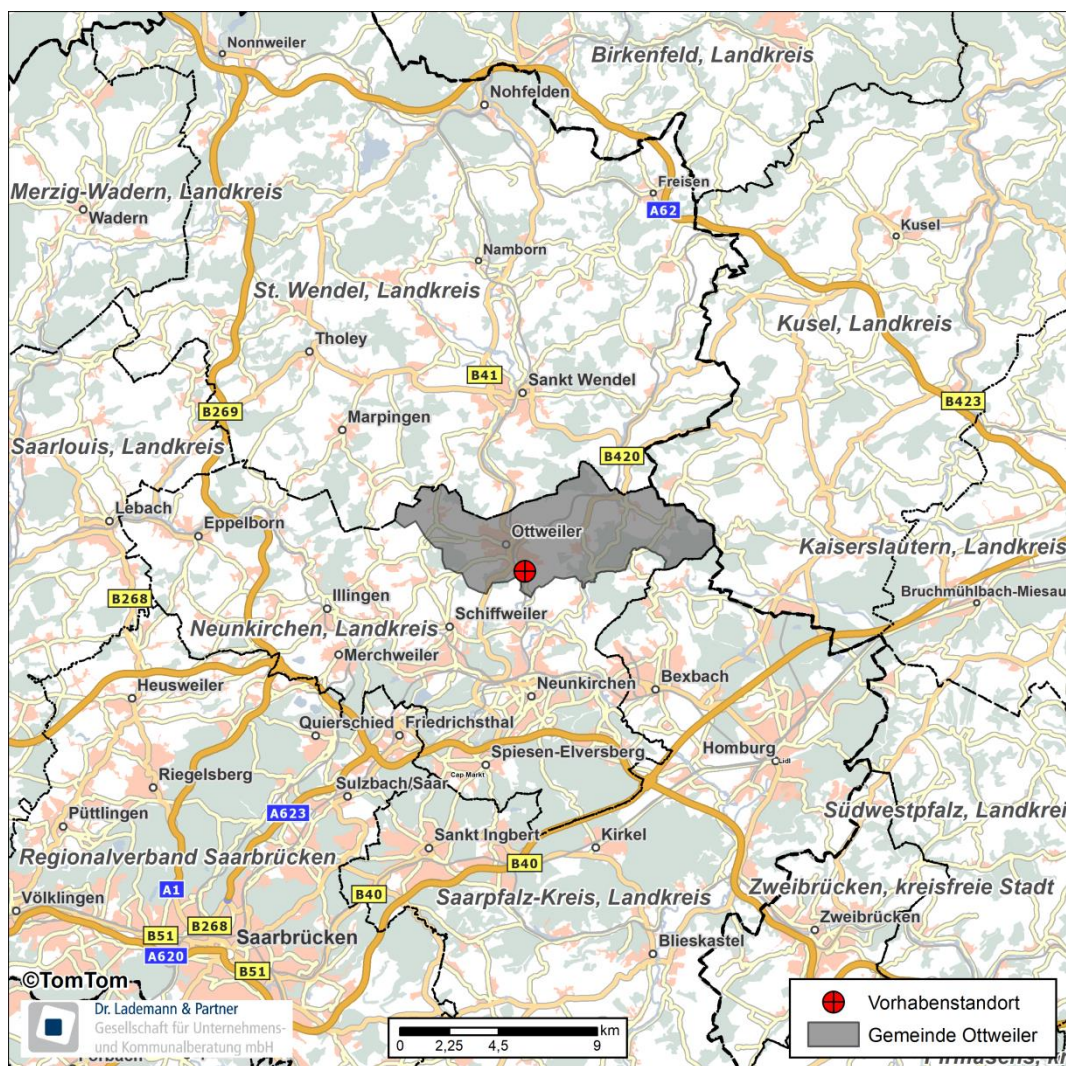 Nonnweiler
Birkenfeld, Landkreis
Nohfelden
Merzig-Wadern, Landkreis
Wadern
Freisen
A62
Kusel
Namborn
St. Wendel, Landkreis
Kusel, Landkreis
Tholey
B41
Sankt Wendel
B423
B269
Marpingen
Saarlouis, Landkreis
B420
Lebach
Eppelborn
Ottweiler
Kaiserslautern, Landkreis
Bruchmühlbach-Miesau
B268
Illingen
Schiffweiler
Neunkirchen, Landkreis
Merchweiler
Heusweiler
Neunkirchen
Bexbach
Quierschied
Friedrichsthal
Spiesen-Elversberg
Homburg
Lidl
Cap Markt
Riegelsberg
Sulzbach/Saar
Püttlingen
A623
Südwestpfalz, Landkrei
Sankt Ingbert
Kirkel
Regionalverband Saarbrücken
B40
A1
B40
Saarpfalz-Kreis, Landkreis
Zweibrücken, kreisfreie Stadt
Völklingen
B268
Zweibrücken
B51
Saarbrücken
A620
B51
Blieskastel
©TomTom
Dr. Lademann & Partner
Gesellschaft für Unternehmens-
und Kommunalberatung mbH
km
0 2,25 4,5 9
Vorhabenstandort
Gemeinde Ottweiler